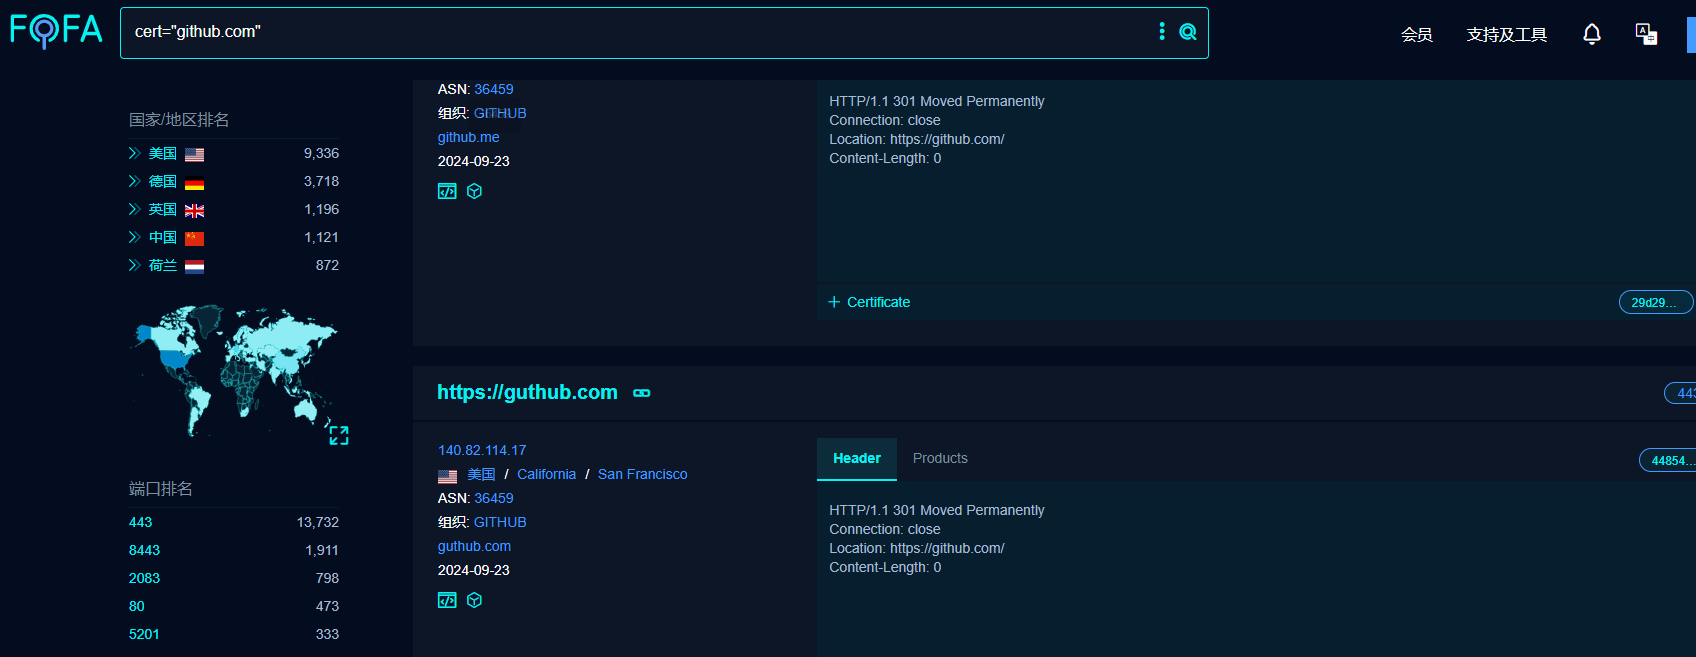 FOFA
cert="github.com"
会员
支持及工具
国家/地区排名
美国 9,336
德国 3,718
英国 1,196
中国 1,121
荷兰 872
端口排名
443 13,732
8443 1,911
2083 798
80 473
5201 333
ASN: 36459
组织: GITHUB
github.me
2024-09-23
HTTP/1.1 301 Moved Permanently
Connection: close
Location: https://github.com/
Content-Length: 0
+ Certificate
29d29...
https://guthub.com
443
140.82.114.17
美国 / California / San Francisco
ASN: 36459
组织: GITHUB
guthub.com
2024-09-23
Header
Products
44854...
HTTP/1.1 301 Moved Permanently
Connection: close
Location: https://github.com/
Content-Length: 0